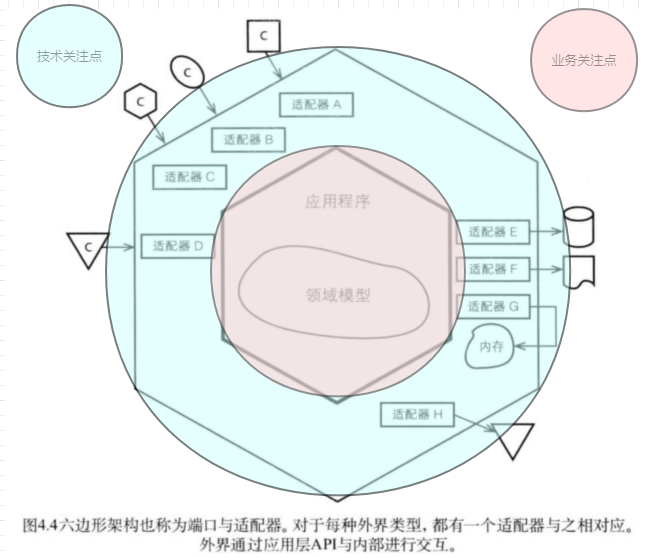 技术关注点
业务关注点
C
C
C
适配器 A
适配器 B
适配器 C
应用程序
C
适配器 D
适配器 E
适配器 F
领域模型
适配器 G
内存
适配器 H
图4.4六边形架构也称为端口与适配器。对于每种外界类型，都有一个适配器与之相对应。
外界通过应用层API与内部进行交互。